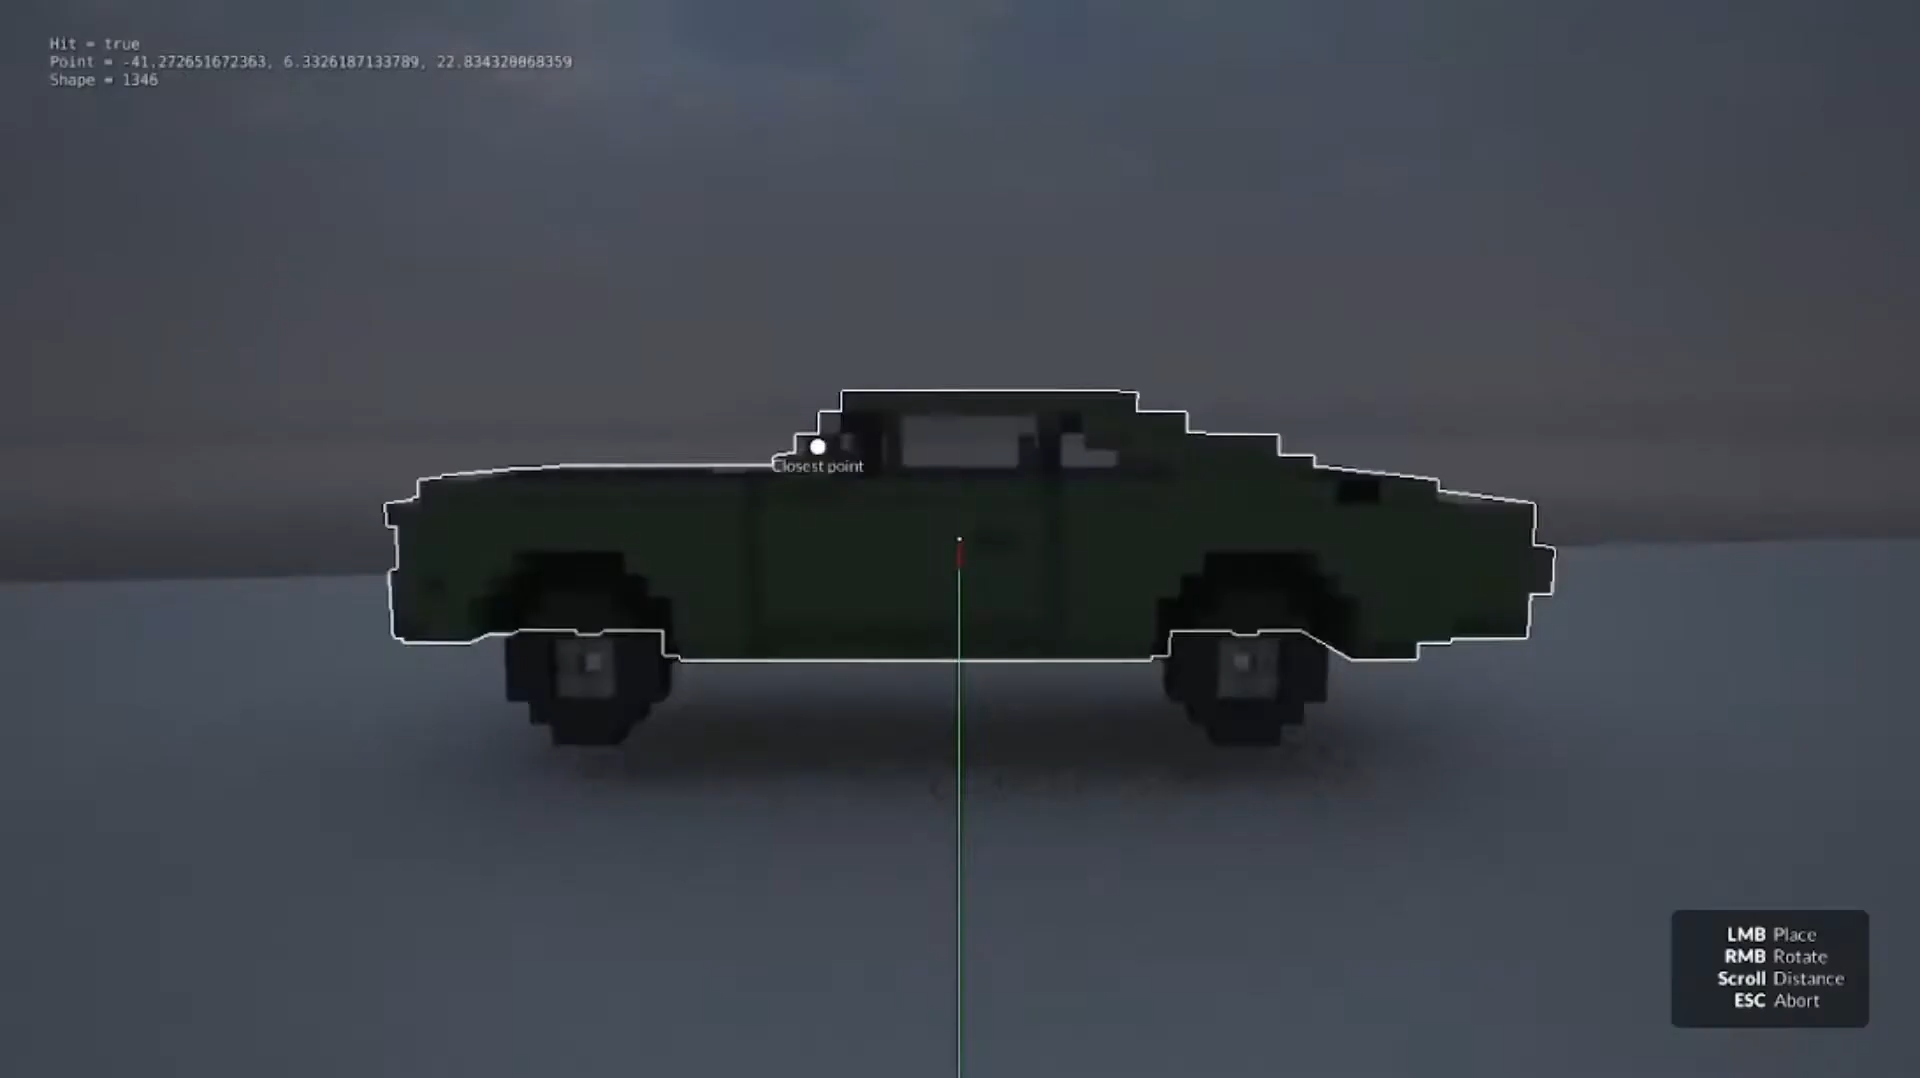 Hit = true
Point = -41.272651672363, 6.3326187133789, 22.834320068359
Shape = 1346
Closest point
LMB Place
RMB Rotate
Scroll Distance
ESC Abort